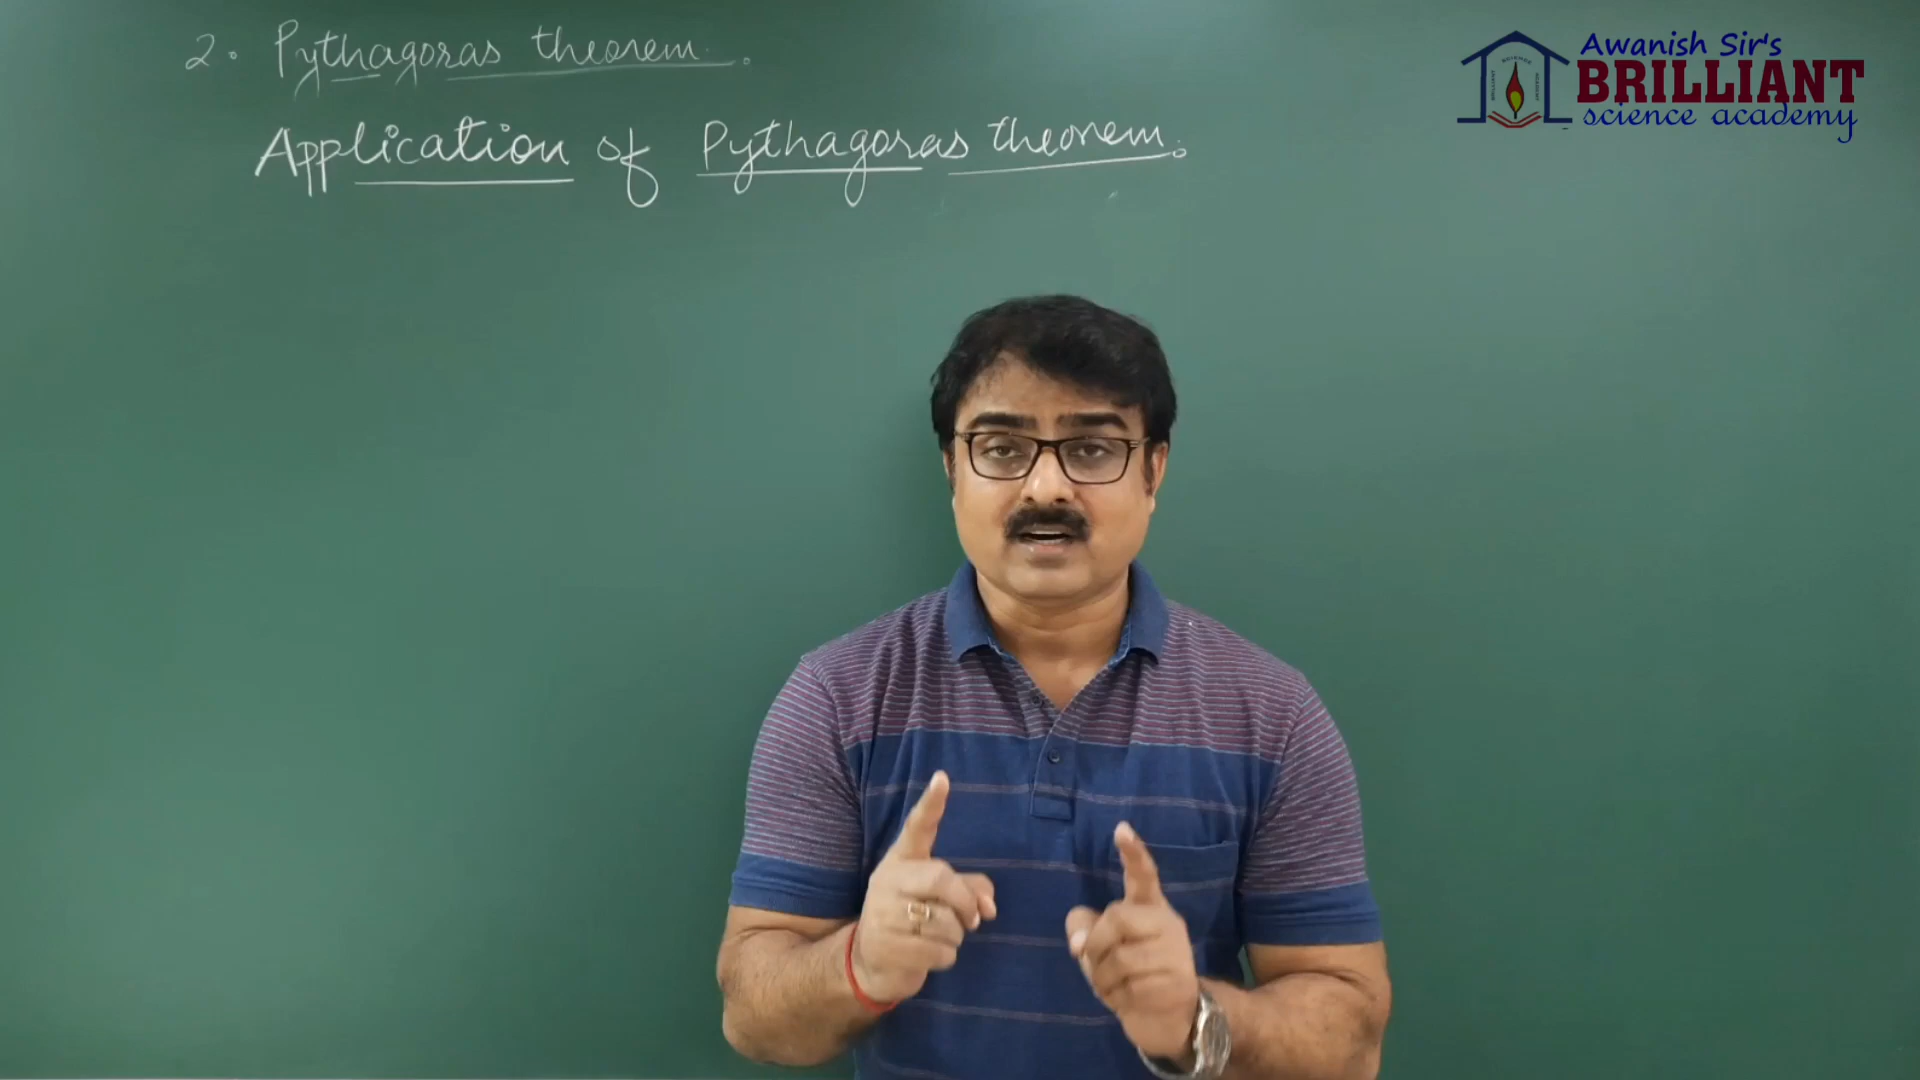 2. Pythagoras theorem.
Application of Pythagoras theorem.
Awanish Sir's
BRILLIANT
science academy